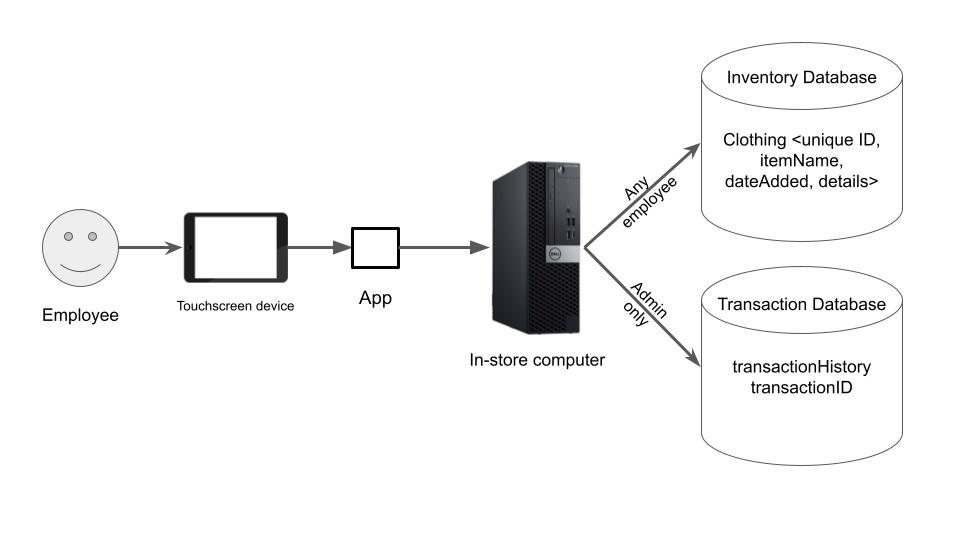 Employee
Touchscreen device
App
In-store computer
DELL
Any
employee
Admin
only
Inventory Database
Clothing <unique ID,
itemName,
dateAdded, details>
Transaction Database
transactionHistory
transactionID